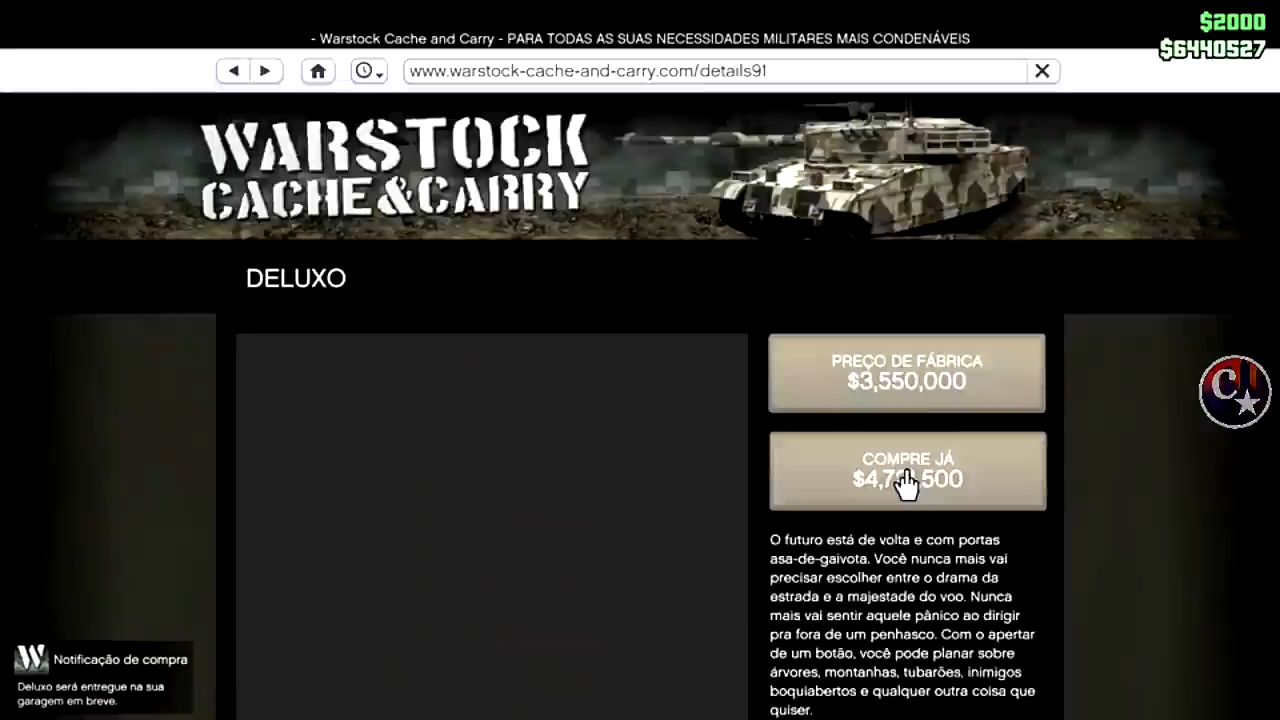 $2000
$6440527
- Warstock Cache and Carry - PARA TODAS AS SUAS NECESSIDADES MILITARES MAIS CONDENÁVEIS
www.warstock-cache-and-carry.com/details91
WARSTOCK
CACHE&CARRY
DELUXO
PREÇO DE FÁBRICA
$3,550,000
COMPRE JÁ
O futuro está de volta e com portas
asa-de-gaivota. Você nunca mais vai
precisar escolher entre o drama da
estrada e a majestade do voo. Nunca
mais vai sentir aquele pânico ao dirigir
pra fora de um penhasco. Com o apertar
de um botão, você pode planar sobre
árvores, montanhas, tubarões, inimigos
boquiabertos e qualquer outra coisa que
quiser.
C
W Notificação de compra
Deluxo será entregue na sua
garagem em breve.